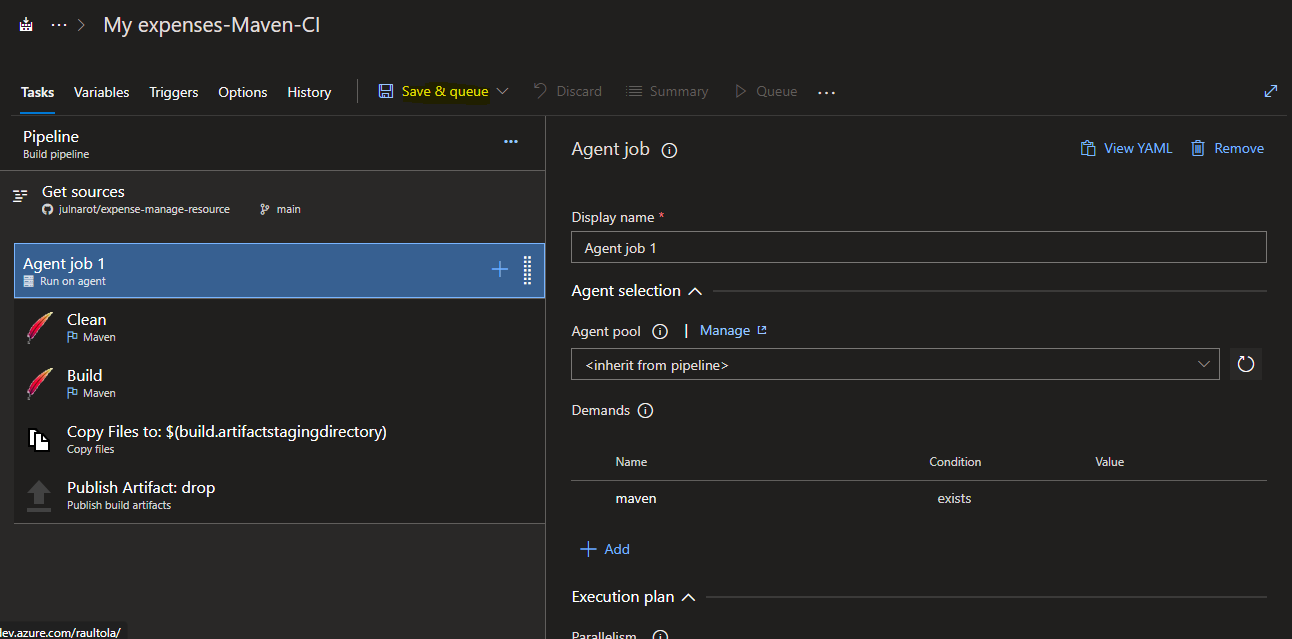 ··· > My expenses-Maven-CI
Tasks Variables Triggers Options History Save & queue Discard Summary Queue ···
Pipeline
Build pipeline
Get sources
julnarot/expense-manage-resource main
Agent job 1
Run on agent
Clean
Maven
Build
Maven
Copy Files to: $(build.artifactstagingdirectory)
Copy files
Publish Artifact: drop
Publish build artifacts
dev.azure.com/raultola/
Agent job View YAML Remove
Display name *
Agent job 1
Agent selection
Agent pool | Manage
<inherit from pipeline>
Demands
Name Condition Value
maven exists
Add
Execution plan
Parallelism